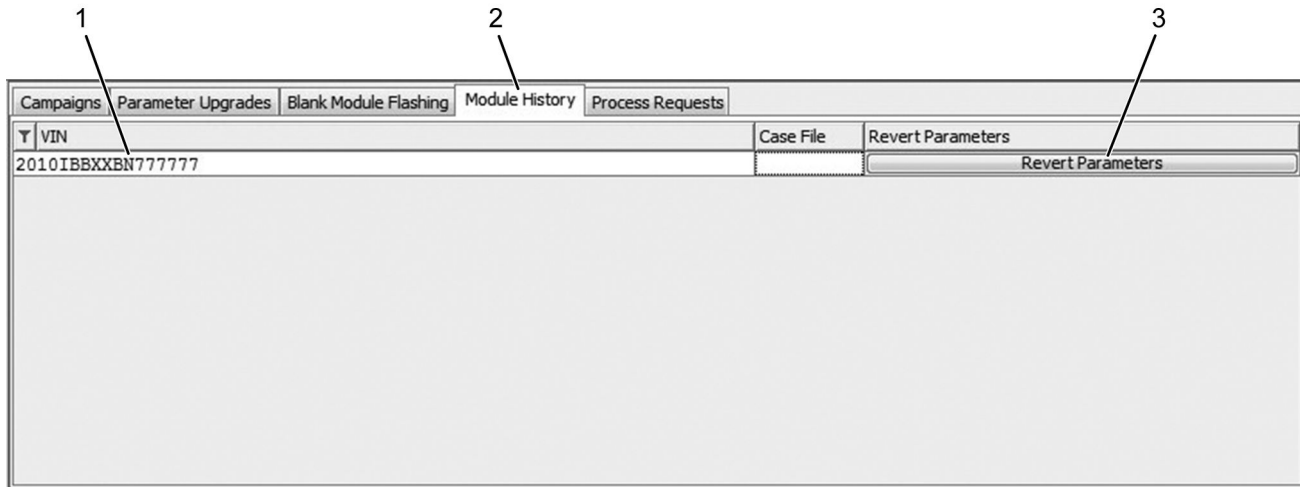 1 2 3
Campaigns Parameter Upgrades Blank Module Flashing Module History Process Requests
VIN Case File Revert Parameters
2010IBBXXBN777777 Revert Parameters